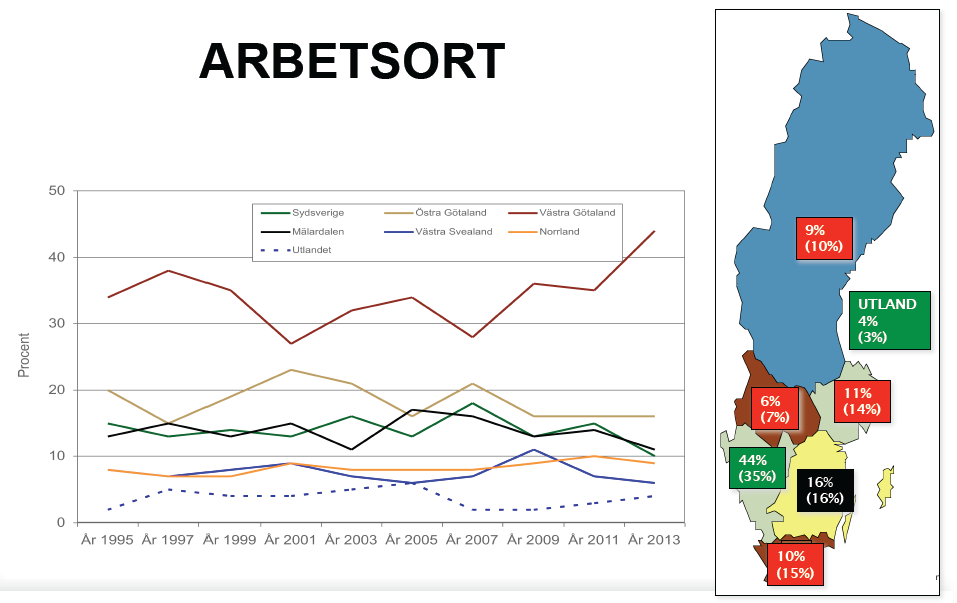 ARBETSORT
50
40
30
20
10
0
Procent
Sydsverige
Östra Götaland
Västra Götaland
Mälardalen
Västra Svealand
Norrland
Utlandet
År 1995
År 1997
År 1999
År 2001
År 2003
År 2005
År 2007
År 2009
År 2011
År 2013
9%
(10%)
UTLAND
4%
(3%)
11%
(14%)
6%
(7%)
44%
(35%)
16%
(16%)
10%
(15%)